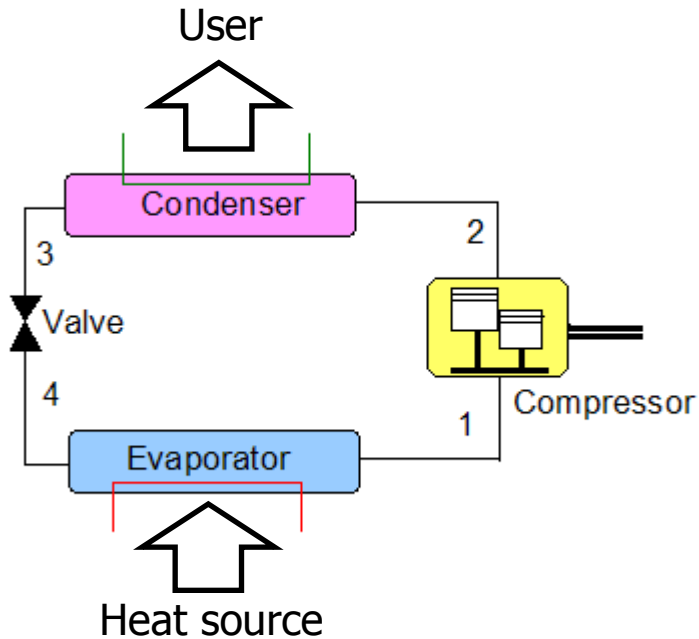 User
Condenser
2
3
Valve
4
1
Compressor
Evaporator
Heat source